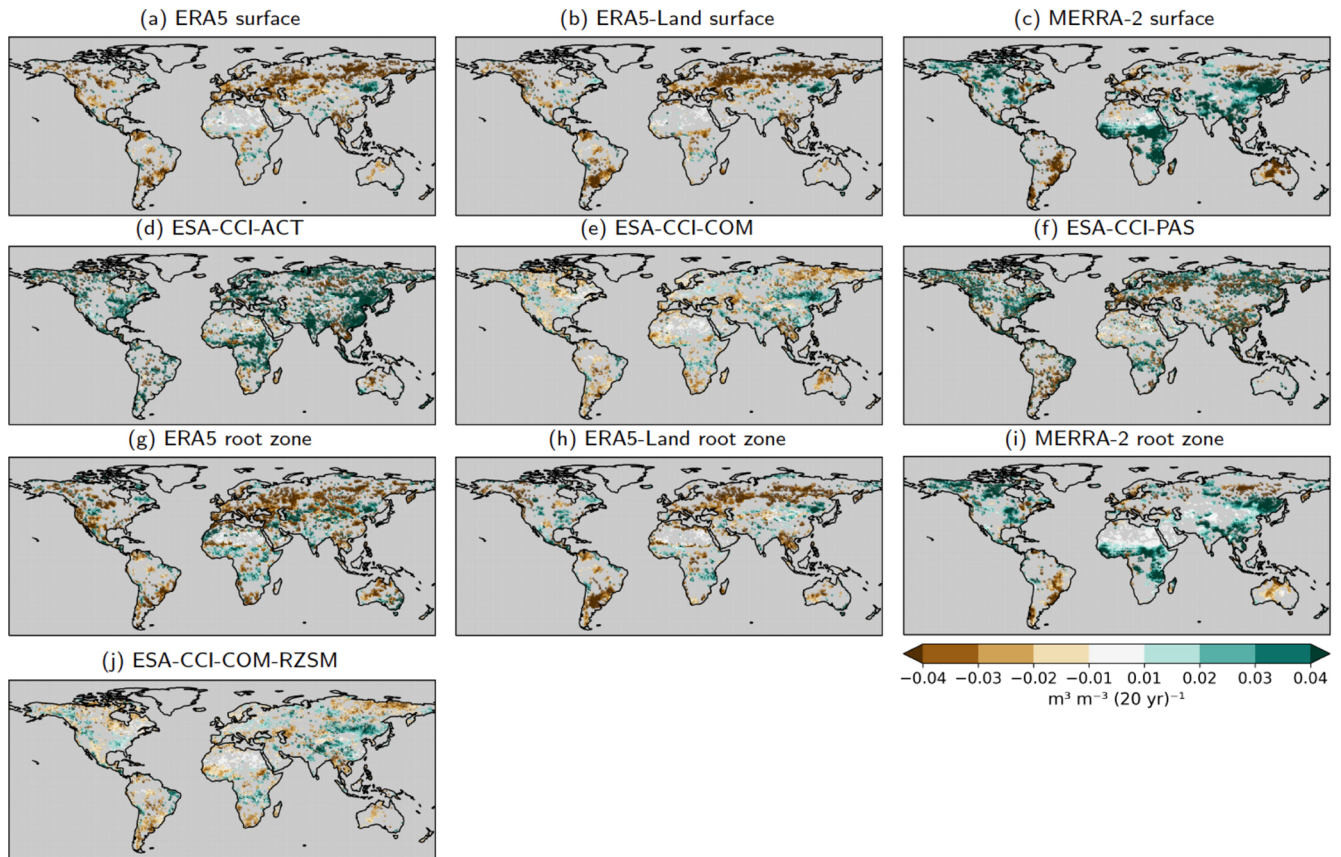 (a) ERA5 surface
(b) ERA5-Land surface
(c) MERRA-2 surface
(d) ESA-CCI-ACT
(e) ESA-CCI-COM
(f) ESA-CCI-PAS
(g) ERA5 root zone
(h) ERA5-Land root zone
(i) MERRA-2 root zone
(j) ESA-CCI-COM-RZSM
−0.04 −0.03 −0.02 −0.01 0.01 0.02 0.03 0.04
m³ m⁻³ (20 yr)⁻¹